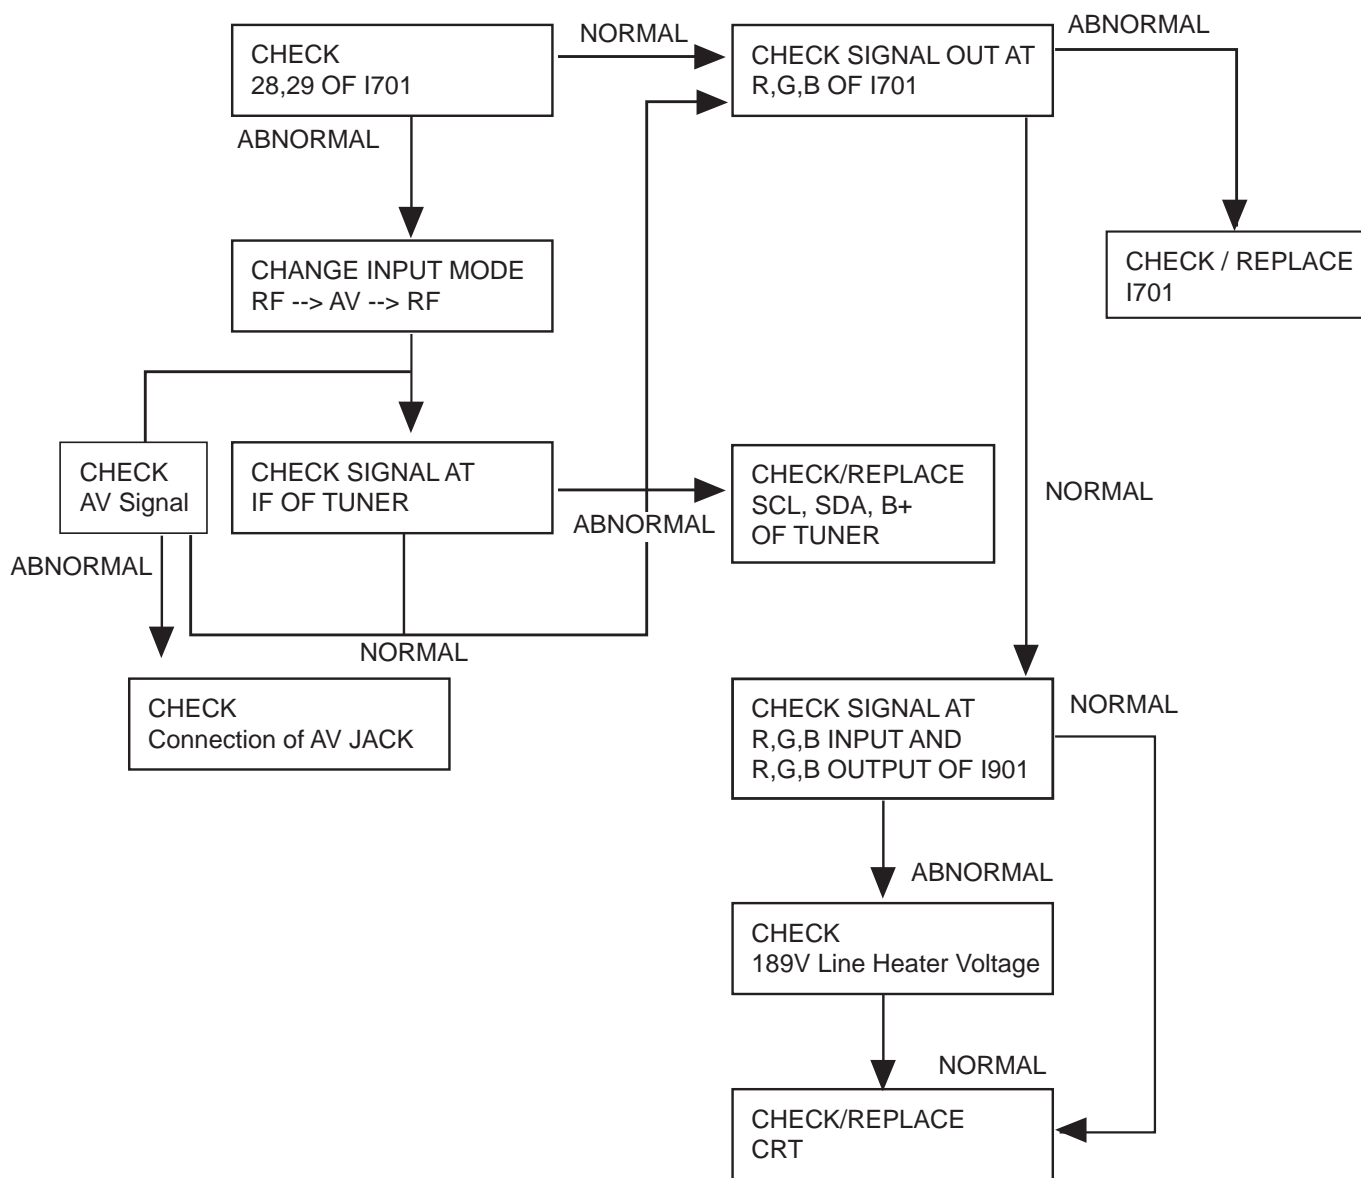 CHECK
28,29 OF I701
NORMAL
CHECK SIGNAL OUT AT
R,G,B OF I701
ABNORMAL
ABNORMAL
CHANGE INPUT MODE
RF --> AV --> RF
CHECK / REPLACE
I701
CHECK
AV Signal
CHECK SIGNAL AT
IF OF TUNER
ABNORMAL
CHECK/REPLACE
SCL, SDA, B+
OF TUNER
NORMAL
ABNORMAL
NORMAL
CHECK
Connection of AV JACK
CHECK SIGNAL AT
R,G,B INPUT AND
R,G,B OUTPUT OF I901
NORMAL
ABNORMAL
CHECK
189V Line Heater Voltage
NORMAL
CHECK/REPLACE
CRT